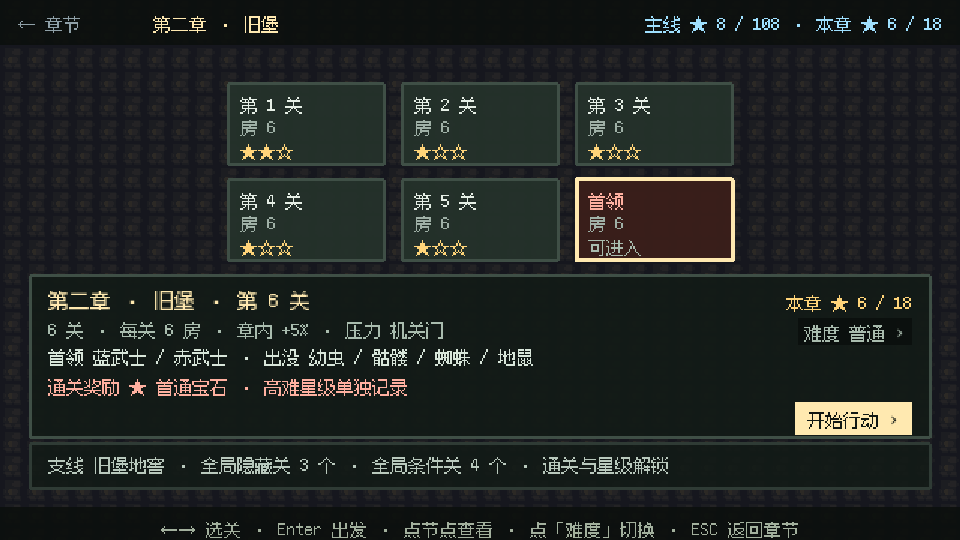 ← 章节 第二章 · 旧堡 主线 ★ 8 / 108 · 本章 ★ 6 / 18
第 1 关
房 6
★★☆
第 2 关
房 6
★☆☆
第 3 关
房 6
★☆☆
第 4 关
房 6
★☆☆
第 5 关
房 6
★☆☆
首领
房 6
可进入
第二章 · 旧堡 · 第 6 关
本章 ★ 6 / 18
6 关 · 每关 6 房 · 章内 +5% · 压力 机关门
难度 普通 ›
首领 蓝武士 / 赤武士 · 出没 幼虫 / 骷髅 / 蜘蛛 / 地鼠
通关奖励 ★ 首通宝石 · 高难星级单独记录
开始行动 ›
支线 旧堡地窖 · 全局隐藏关 3 个 · 全局条件关 4 个 · 通关与星级解锁
←→ 选关 · Enter 出发 · 点节点查看 · 点「难度」切换 · ESC 返回章节